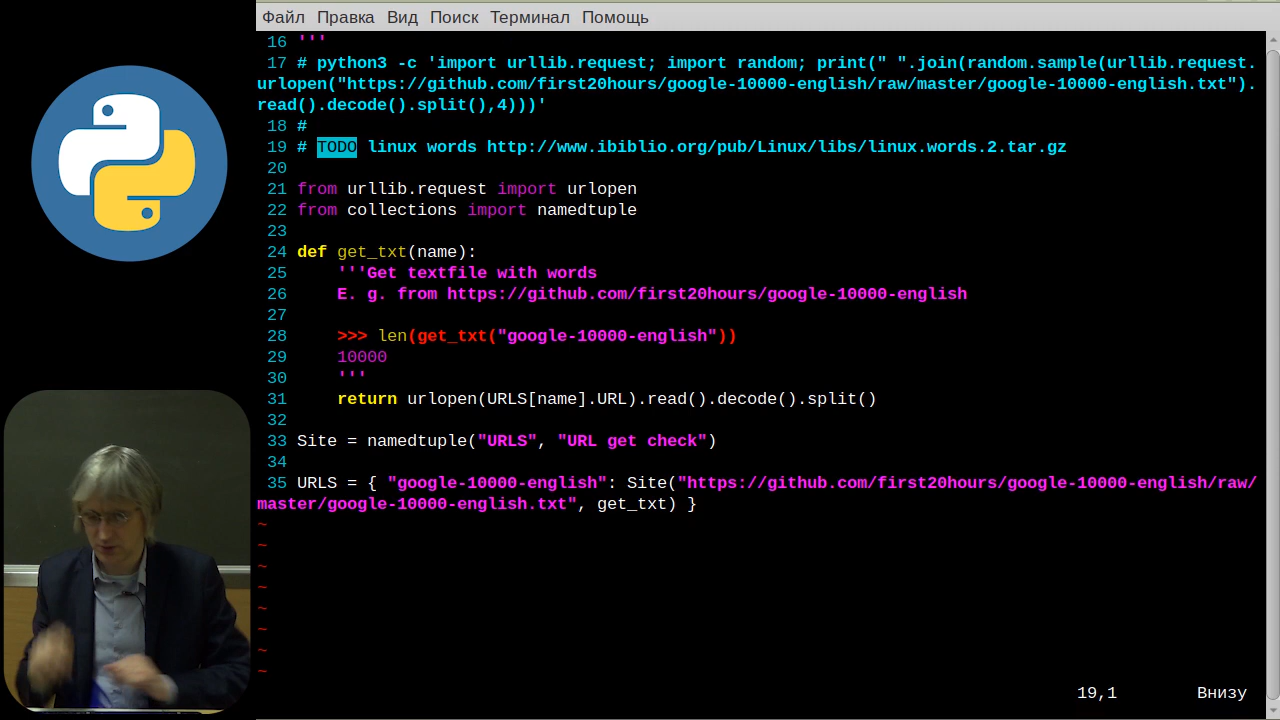 Файл Правка Вид Поиск Терминал Помощь
16 '''
17 # python3 -c 'import urllib.request; import random; print(" ".join(random.sample(urllib.request.
urlopen("https://github.com/first20hours/google-10000-english/raw/master/google-10000-english.txt").
read().decode().split(),4)))'
18 #
19 # TODO linux words http://www.ibiblio.org/pub/Linux/libs/linux.words.2.tar.gz
20
21 from urllib.request import urlopen
22 from collections import namedtuple
23
24 def get_txt(name):
25     '''Get textfile with words
26     E. g. from https://github.com/first20hours/google-10000-english
27
28     >>> len(get_txt("google-10000-english"))
29     10000
30     '''
31     return urlopen(URLS[name].URL).read().decode().split()
32
33 Site = namedtuple("URLS", "URL get check")
34
35 URLS = { "google-10000-english": Site("https://github.com/first20hours/google-10000-english/raw/
master/google-10000-english.txt", get_txt) }
~
~
~
~
~
~
~
~
19,1 Внизу